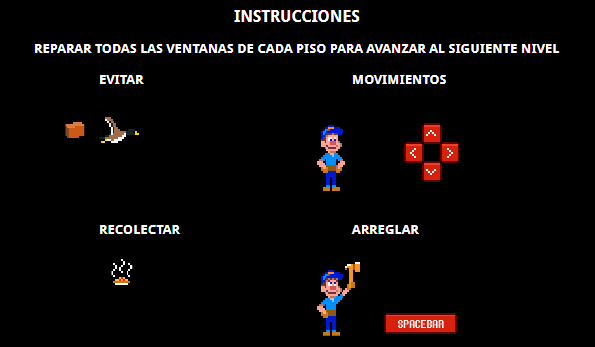 INSTRUCCIONES
REPARAR TODAS LAS VENTANAS DE CADA PISO PARA AVANZAR AL SIGUIENTE NIVEL
EVITAR
MOVIMIENTOS
RECOLECTAR
ARREGLAR
SPACEBAR